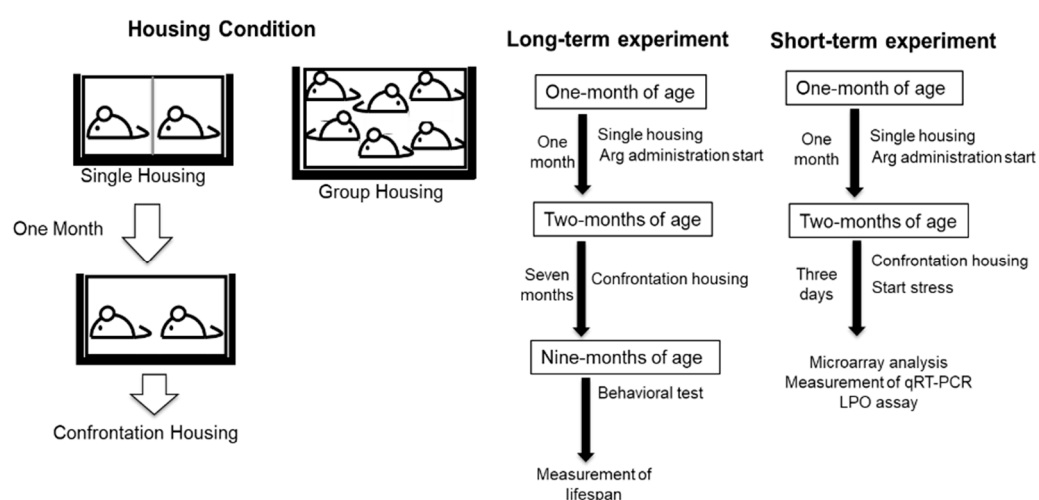 Housing Condition
Single Housing
Group Housing
One Month
Confrontation Housing
Long-term experiment
One-month of age
One
month
Single housing
Arg administration start
Two-months of age
Seven
months
Confrontation housing
Nine-months of age
Behavioral test
Measurement of
lifespan
Short-term experiment
One-month of age
One
month
Single housing
Arg administration start
Two-months of age
Three
days
Confrontation housing
Start stress
Microarray analysis
Measurement of qRT-PCR
LPO assay